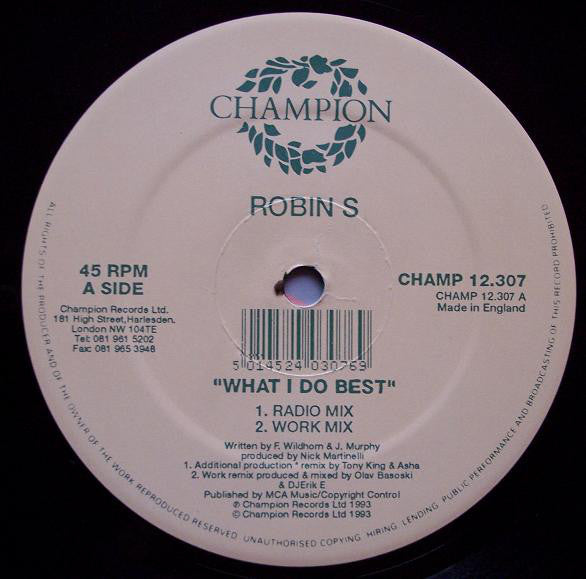 CHAMPION
ROBIN S
45 RPM
A SIDE
Champion Records Ltd.
181 High Street, Harlesden.
London NW 104TE
Tel: 081 961 5202
Fax: 081 965 3948
CHAMP 12.307
CHAMP 12.307 A
Made in England
5 014524 030769
"WHAT I DO BEST"
1. RADIO MIX
2. WORK MIX
Written by F. Wildhorn & J. Murphy
produced by Nick Martinelli
1. Additional production * remix by Tony King & Asha
2. Work remix produced & mixed by Olav Basoski
& DJErik E
Published by MCA Music/Copyright Control
℗ Champion Records Ltd 1993
© Champion Records Ltd 1993
ALL RIGHTS OF THE PRODUCER AND OF THE OWNER OF THE WORK REPRODUCED RESERVED. UNAUTHORISED COPYING, HIRING, LENDING, PUBLIC PERFORMANCE AND BROADCASTING OF THIS RECORD PROHIBITED